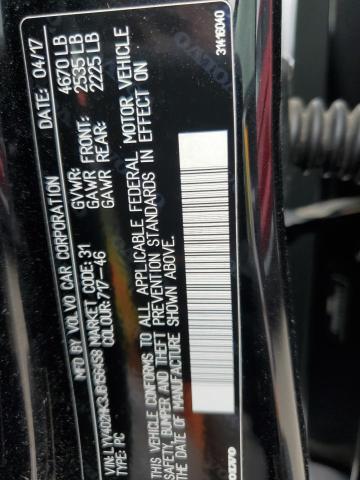 MFD BY VOLVO CAR CORPORATION DATE: 04/17
GVWR: 4670 LB
GAWR FRONT: 2535 LB
GAWR REAR: 2225 LB
MARKET CODE: 31
COLOUR: 717-46
TYPE: PC
THIS VEHICLE CONFORMS TO ALL APPLICABLE, FEDERAL MOTOR VEHICLE
SAFETY, BUMPER AND THEFT PREVENTION STANDARDS IN EFFECT ON
THE DATE OF MANUFACTURE SHOWN ABOVE.
VOLVO
31416040